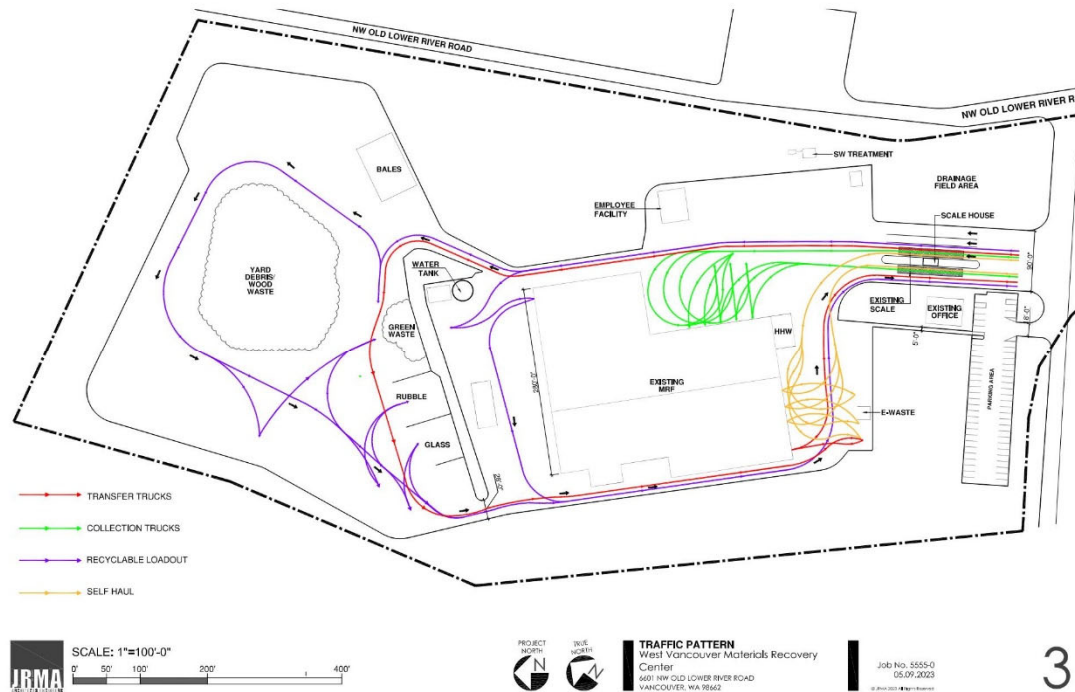 NW OLD LOWER RIVER ROAD
NW OLD LOWER RIVER R
SW TREATMENT
BALES
DRAINAGE
FIELD AREA
EMPLOYEE
FACILITY
SCALE HOUSE
WATER
TANK
YARD
DEBRIS/
WOOD
WASTE
90'-0"
EXISTING
SCALE
EXISTING
OFFICE
GREEN
WASTE
HHW
5'-0"
EXISTING
MRF
RUBBLE
PARKING AREA
E-WASTE
GLASS
TRANSFER TRUCKS
COLLECTION TRUCKS
RECYCLABLE LOADOUT
SELF HAUL
JRMA
SCALE: 1"=100'-0"
0' 50' 100' 200' 400'
PROJECT
NORTH
N
TRUE
NORTH
N
TRAFFIC PATTERN
West Vancouver Materials Recovery
Center
6601 NW OLD LOWER RIVER ROAD
VANCOUVER, WA 98662
Job No. 5555-0
05.09.2023
3